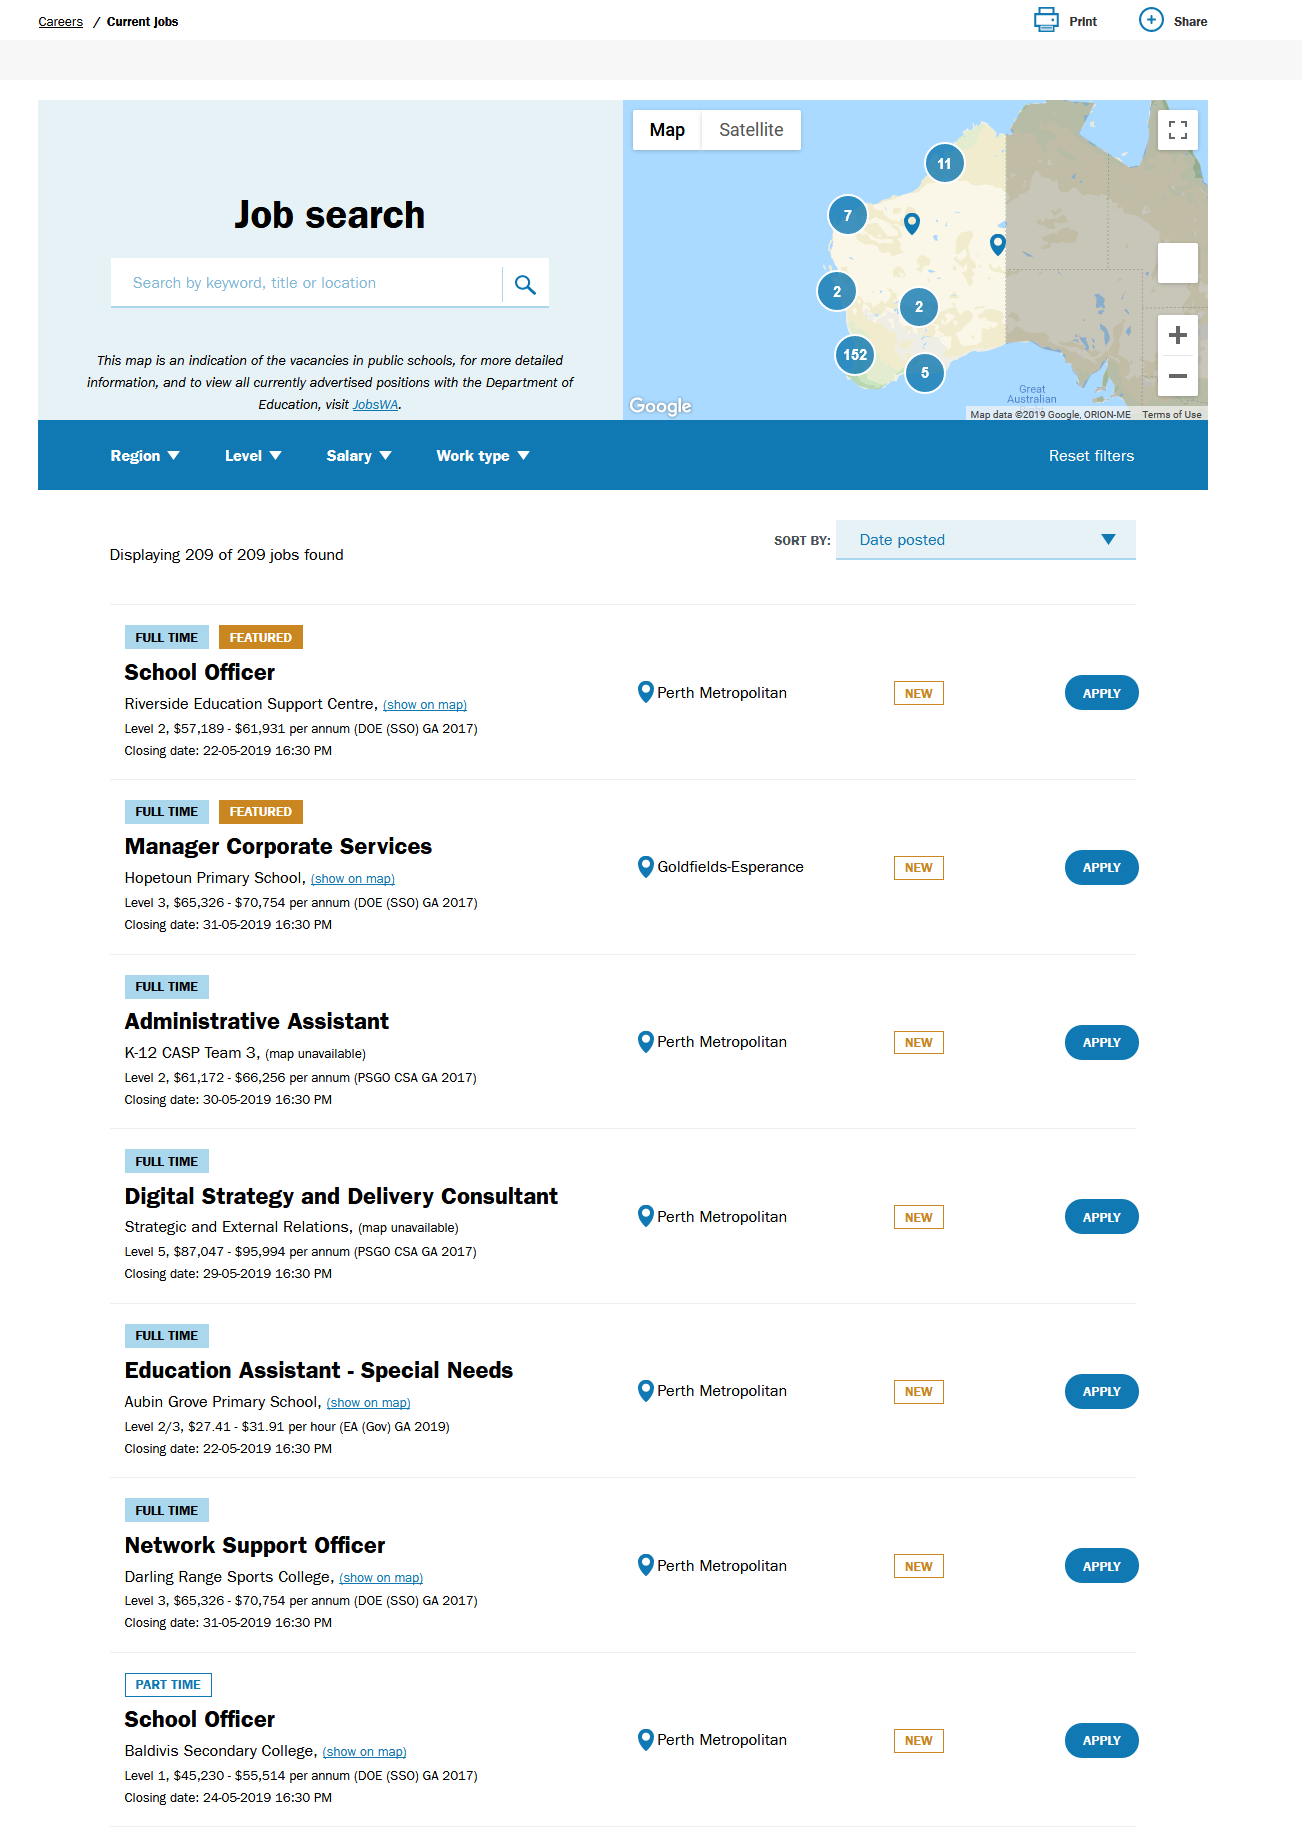 Careers / Current Jobs
Print
Share
Job search
Search by keyword, title or location
This map is an indication of the vacancies in public schools, for more detailed
information, and to view all currently advertised positions with the Department of
Education, visit JobsWA.
Map
Satellite
11
7
2
2
152
5
Great
Australian
Google
Map data ©2019 Google, ORION-ME
Terms of Use
Region
Level
Salary
Work type
Reset filters
Displaying 209 of 209 jobs found
SORT BY:
Date posted
FULL TIME
FEATURED
School Officer
Riverside Education Support Centre, (show on map)
Level 2, $57,189 - $61,931 per annum (DOE (SSO) GA 2017)
Closing date: 22-05-2019 16:30 PM
Perth Metropolitan
NEW
APPLY
FULL TIME
FEATURED
Manager Corporate Services
Hopetoun Primary School, (show on map)
Level 3, $65,326 - $70,754 per annum (DOE (SSO) GA 2017)
Closing date: 31-05-2019 16:30 PM
Goldfields-Esperance
NEW
APPLY
FULL TIME
Administrative Assistant
K-12 CASP Team 3, (map unavailable)
Level 2, $61,172 - $66,256 per annum (PSGO CSA GA 2017)
Closing date: 30-05-2019 16:30 PM
Perth Metropolitan
NEW
APPLY
FULL TIME
Digital Strategy and Delivery Consultant
Strategic and External Relations, (map unavailable)
Level 5, $87,047 - $95,994 per annum (PSGO CSA GA 2017)
Closing date: 29-05-2019 16:30 PM
Perth Metropolitan
NEW
APPLY
FULL TIME
Education Assistant - Special Needs
Aubin Grove Primary School, (show on map)
Level 2/3, $27.41 - $31.91 per hour (EA (Gov) GA 2019)
Closing date: 22-05-2019 16:30 PM
Perth Metropolitan
NEW
APPLY
FULL TIME
Network Support Officer
Darling Range Sports College, (show on map)
Level 3, $65,326 - $70,754 per annum (DOE (SSO) GA 2017)
Closing date: 31-05-2019 16:30 PM
Perth Metropolitan
NEW
APPLY
PART TIME
School Officer
Baldivis Secondary College, (show on map)
Level 1, $45,230 - $55,514 per annum (DOE (SSO) GA 2017)
Closing date: 24-05-2019 16:30 PM
Perth Metropolitan
NEW
APPLY